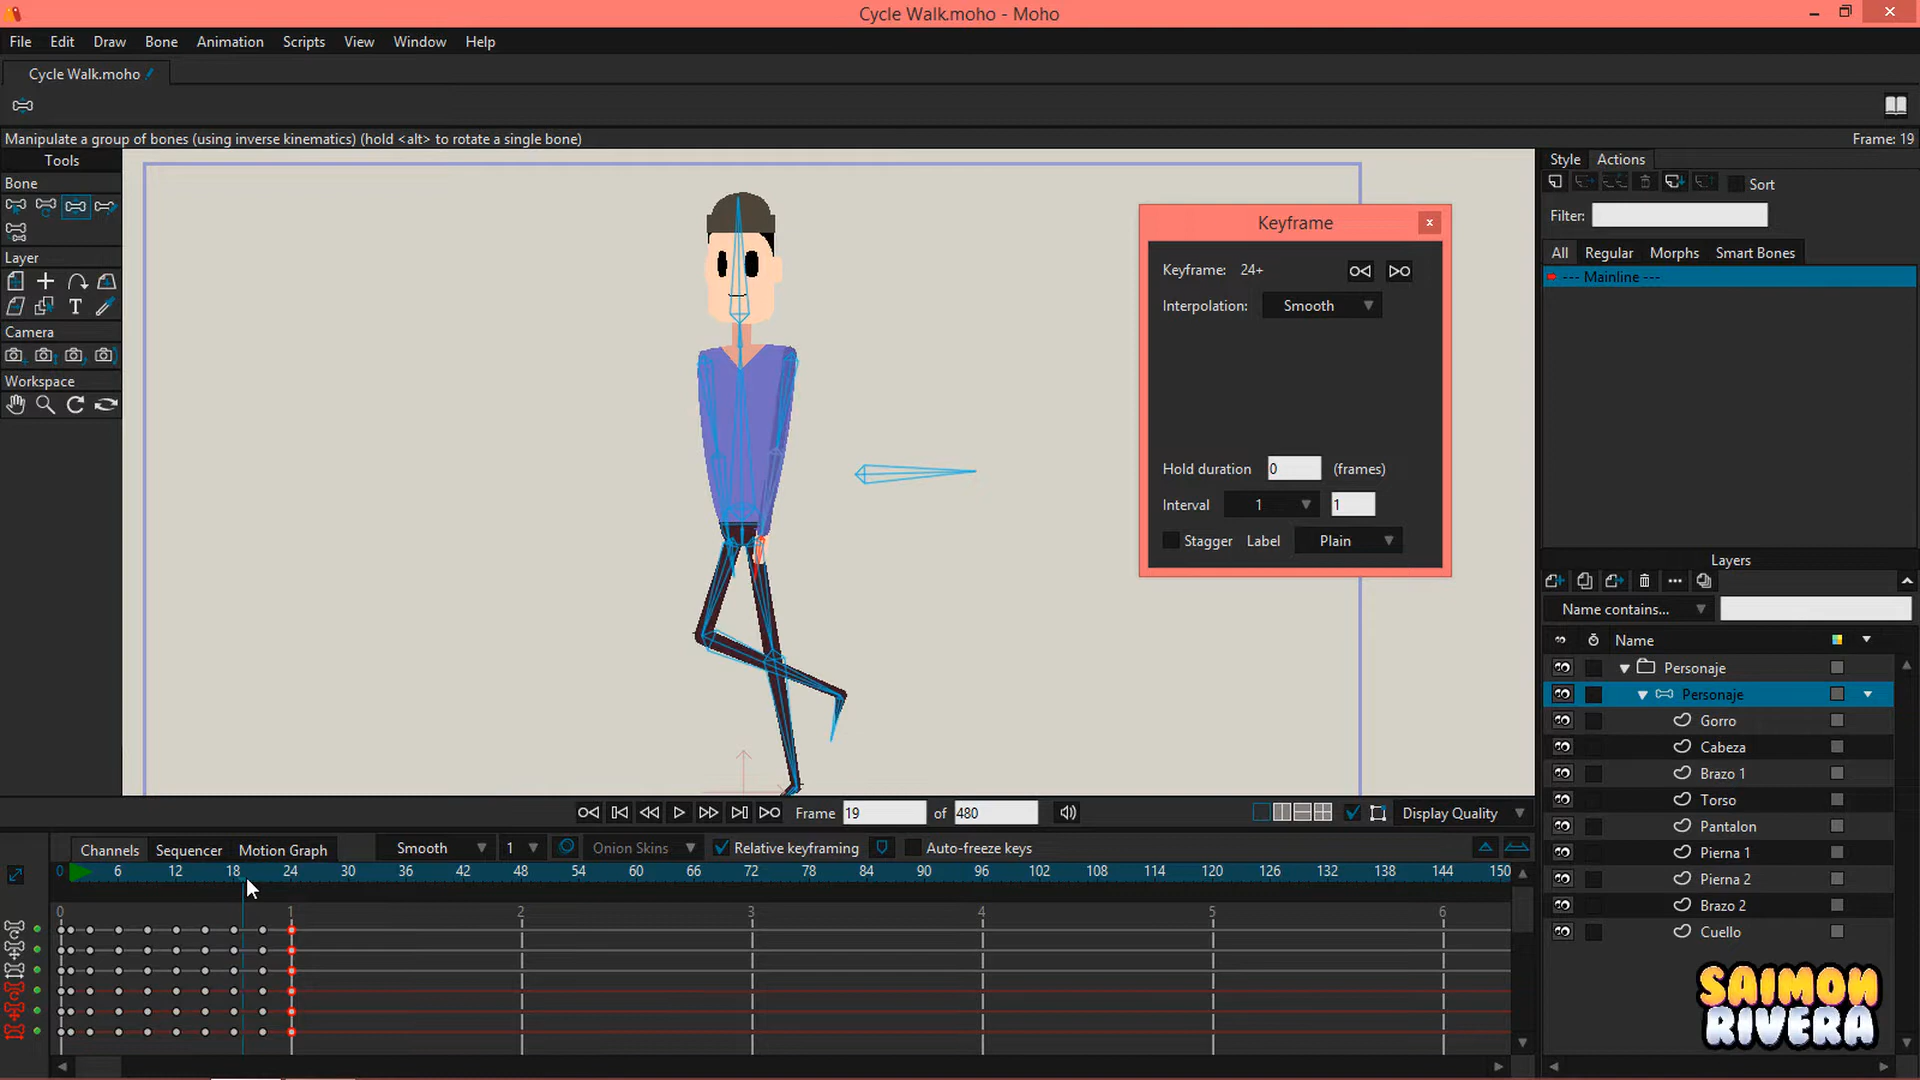 Cycle Walk.moho - Moho
File Edit Draw Bone Animation Scripts View Window Help
Cycle Walk.moho
Manipulate a group of bones (using inverse kinematics) (hold <alt> to rotate a single bone)
Frame: 19
Tools
Bone
Layer
T
Camera
Workspace
Keyframe
Keyframe: 24+
Interpolation: Smooth
Hold duration 0 (frames)
Interval 1 1
Stagger Label Plain
Style Actions
Sort
Filter:
All Regular Morphs Smart Bones
--- Mainline ---
Layers
Name contains...
Name
Personaje
Personaje
Gorro
Cabeza
Brazo 1
Torso
Pantalon
Pierna 1
Pierna 2
Brazo 2
Cuello
Frame 19 of 480
Display Quality
Channels Sequencer Motion Graph Smooth 1 Onion Skins Relative keyframing Auto-freeze keys
0 6 12 18 24 30 36 42 48 54 60 66 72 78 84 90 96 102 108 114 120 126 132 138 144 150
0 1 2 3 4 5 6
SAIMON
RIVERA